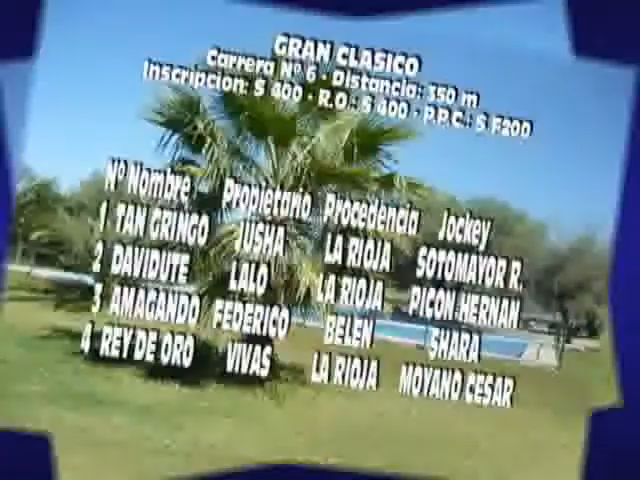 GRAN CLASICO
Carrera Nº 6 - Distancia: 350 m
Inscripcion: $ 400 - R.O.: $ 400 - P.P.C.: $
Nº Nombre Propietario Procedencia Jockey
1 TAN GRINGO JUSHA LA RIOJA SOTOMAYOR R.
2 DAVIDUTE LALO LA RIOJA PICON HERNAN
3 AMAGANDO FEDERICO BELEN SHARA
4 REY DE ORO VIVAS LA RIOJA MOYANO CESAR